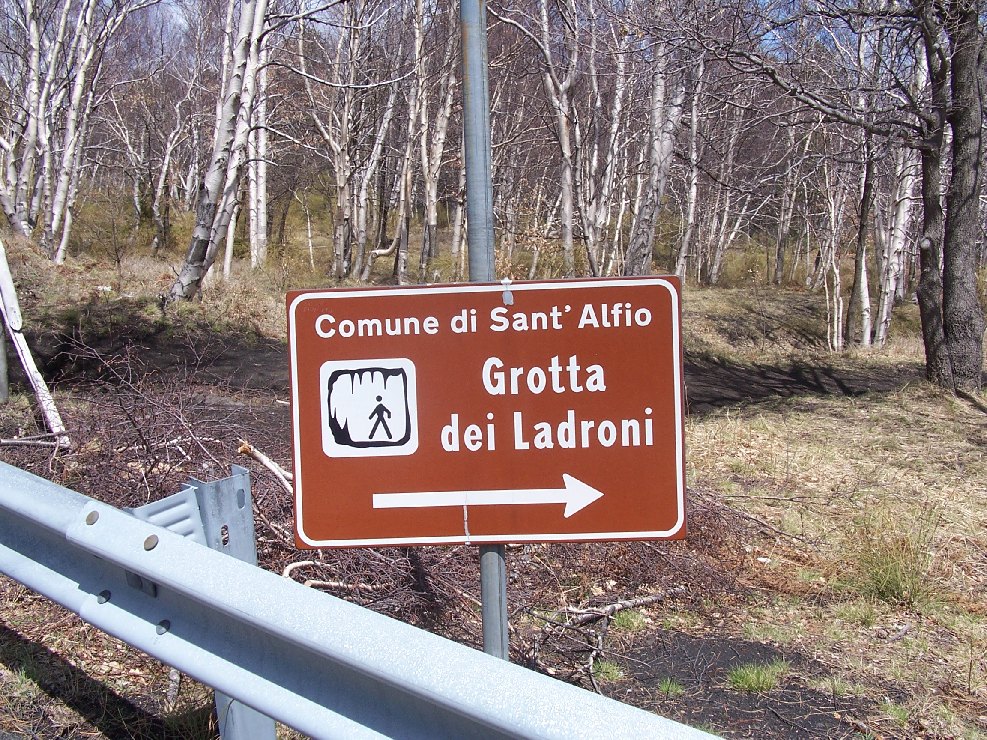 Comune di Sant' Alfio
Grotta
dei Ladroni